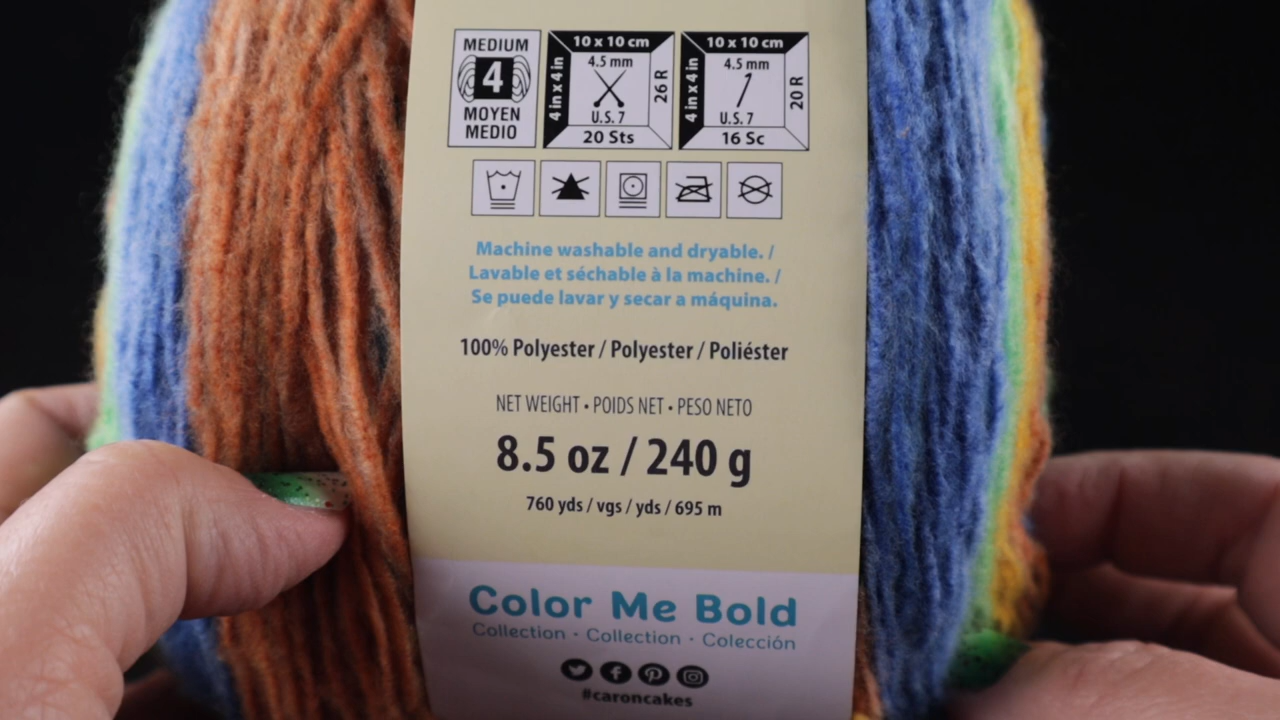 MEDIUM
4
MOYEN
MEDIO
10 x 10 cm
4 in x 4 in
4.5 mm
U.S. 7
26 R
20 Sts
10 x 10 cm
4 in x 4 in
4.5 mm
U.S. 7
20 R
16 Sc
Machine washable and dryable. /
Lavable et séchable à la machine. /
Se puede lavar y secar a máquina.
100% Polyester / Polyester / Poliéster
NET WEIGHT • POIDS NET • PESO NETO
8.5 oz / 240 g
760 yds / vgs / yds / 695 m
Color Me Bold
Collection · Collection · Colección
#caroncakes